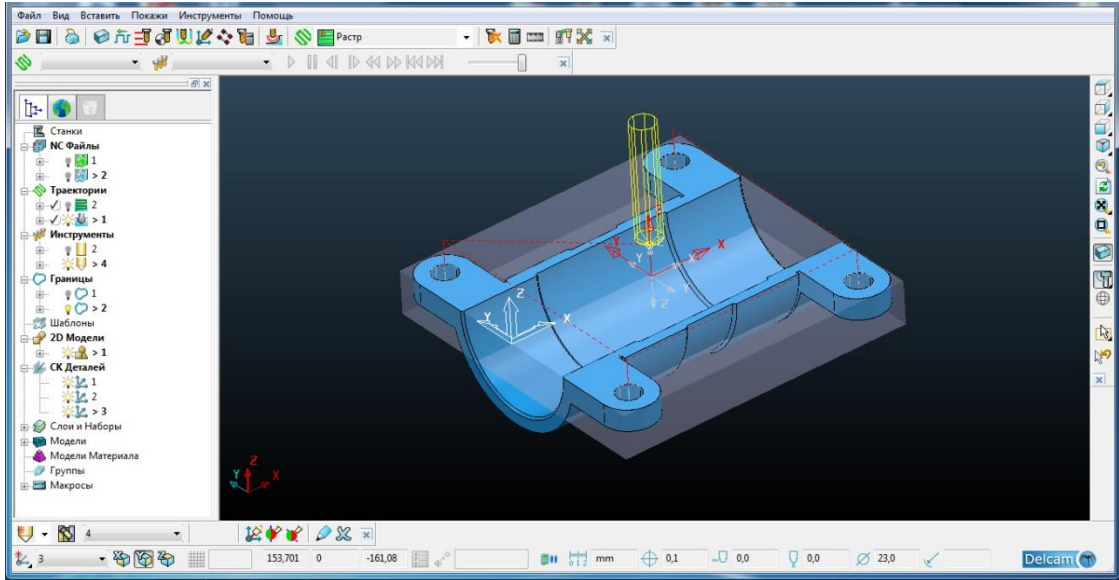 Файл Вид Вставить Покажи Инструменты Помощь
Растр
Станки
NC Файлы
1
> 2
Траектории
2
> 1
Инструменты
2
> 4
Границы
1
> 2
Шаблоны
2D Модели
> 1
СК Деталей
1
2
> 3
Слои и Наборы
Модели
Модели Материала
Группы
Макросы
Y X
Y X
Z Y
Z
Y X
Z
Y X
4
3 153,701 0 -161,08 mm 0,1 0,0 0,0 23,0 Delcam